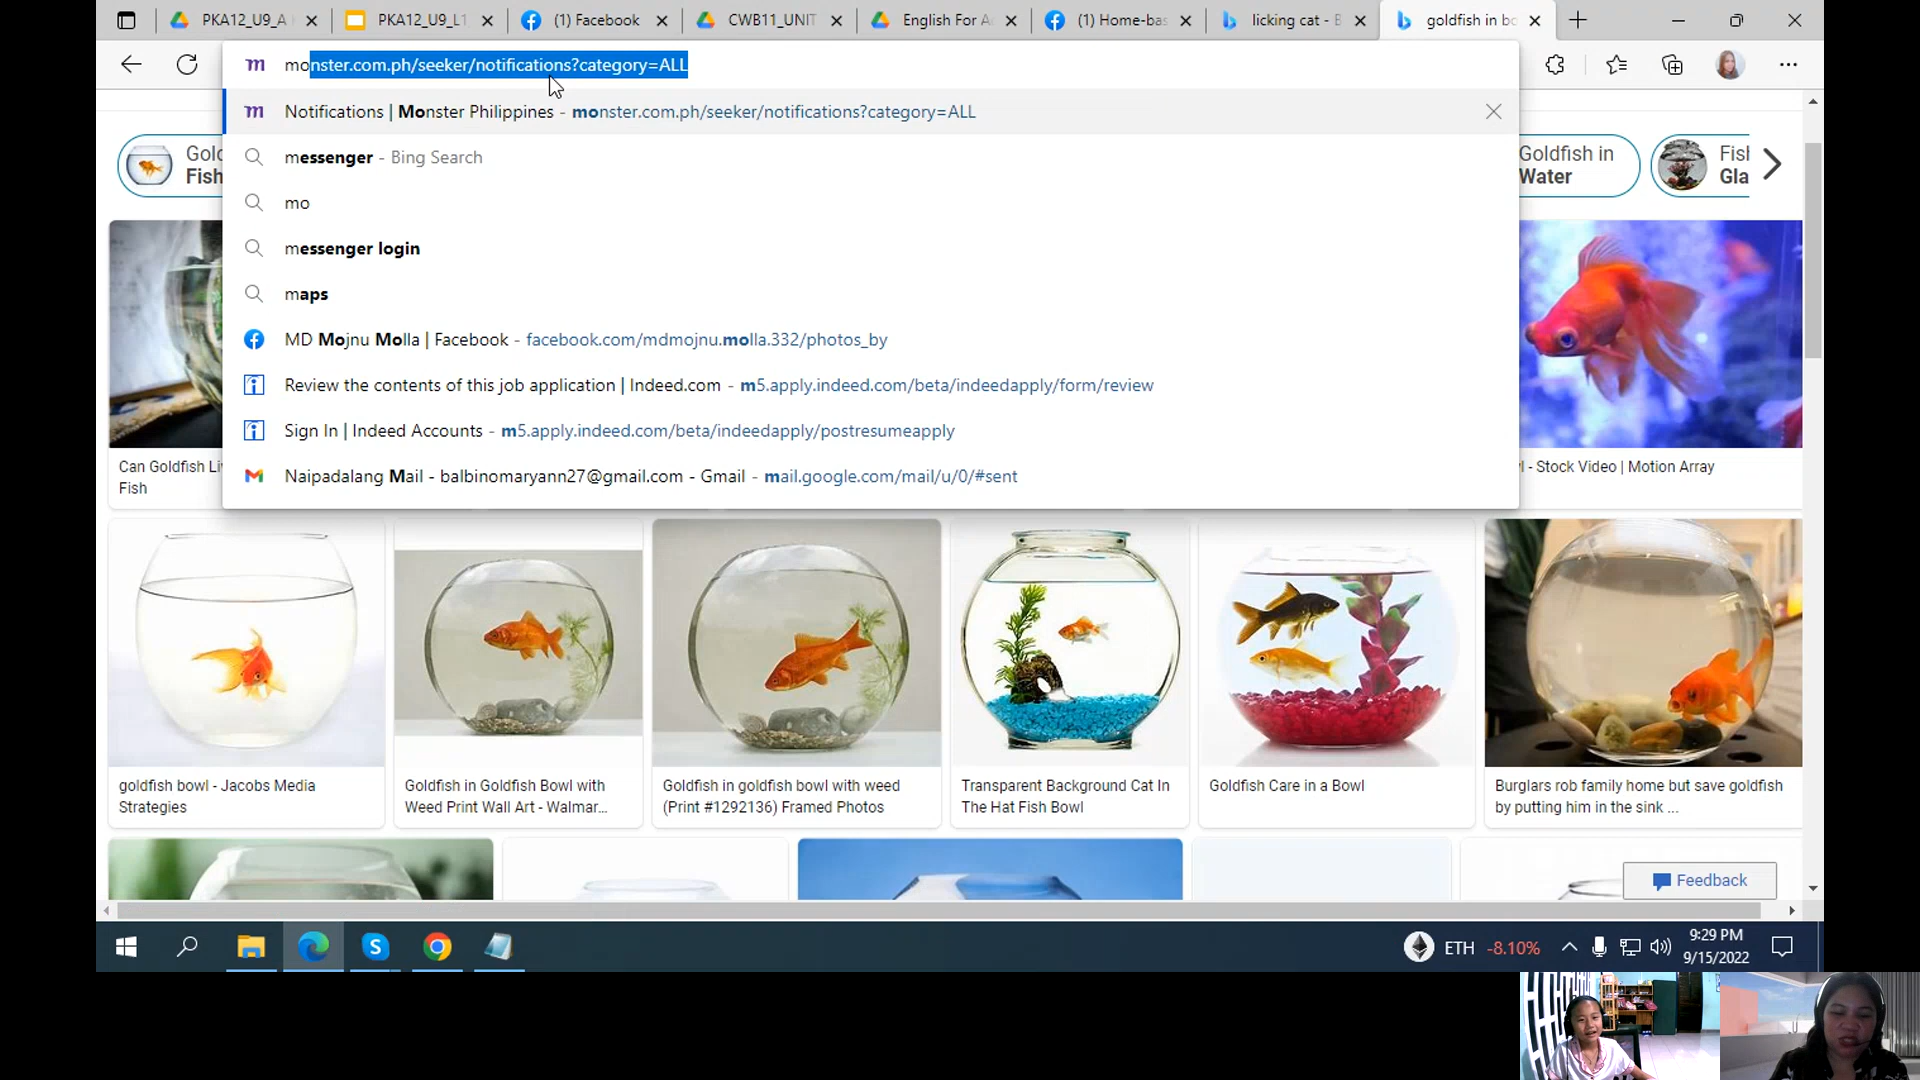 PKA12_U9_A
PKA12_U9_L1
(1) Facebook
CWB11_UNIT
English For A
(1) Home-bas
licking cat - B
goldfish in bo
monster.com.ph/seeker/notifications?category=ALL
Notifications | Monster Philippines - monster.com.ph/seeker/notifications?category=ALL
messenger - Bing Search
mo
messenger login
maps
MD Mojnu Molla | Facebook - facebook.com/mdmojnu.molla.332/photos_by
Review the contents of this job application | Indeed.com - m5.apply.indeed.com/beta/indeedapply/form/review
Sign In | Indeed Accounts - m5.apply.indeed.com/beta/indeedapply/postresumeapply
Naipadalang Mail - balbinomaryann27@gmail.com - Gmail - mail.google.com/mail/u/0/#sent
Fish
Goldfish in
Water
Gla
Can Goldfish
Fish
- Stock Video | Motion Array
goldfish bowl - Jacobs Media
Strategies
Goldfish in Goldfish Bowl with
Weed Print Wall Art - Walmar...
Goldfish in goldfish bowl with weed
(Print #1292136) Framed Photos
Transparent Background Cat In
The Hat Fish Bowl
Goldfish Care in a Bowl
Burglars rob family home but save goldfish
by putting him in the sink ...
Feedback
ETH -8.10%
9:29 PM
9/15/2022